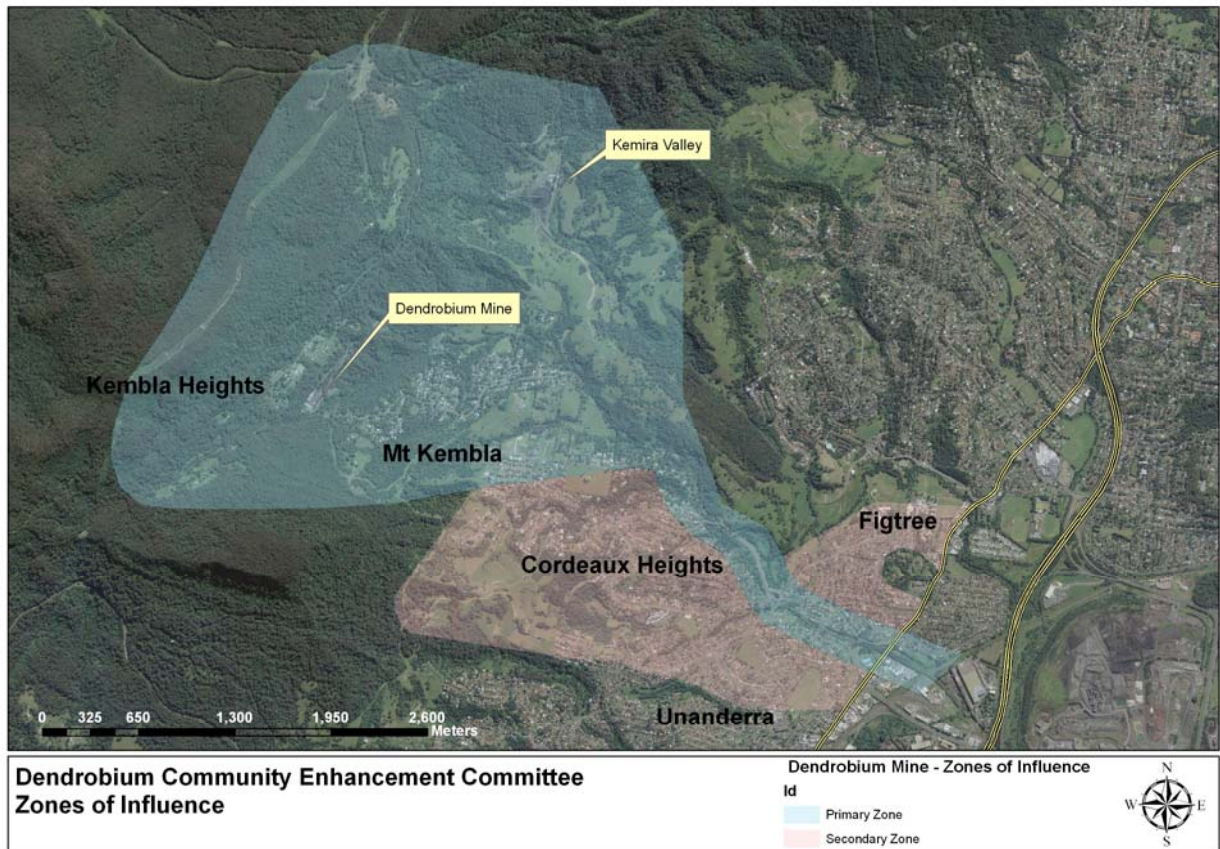 Kemira Valley
Dendrobium Mine
Kembla Heights
Mt Kembla
Figtree
Cordeaux Heights
Unanderra
0 325 650 1,300 1,950 2,600
Meters
Dendrobium Community Enhancement Committee
Zones of Influence
Dendrobium Mine - Zones of Influence
Id
Primary Zone
Secondary Zone
N
W E
S